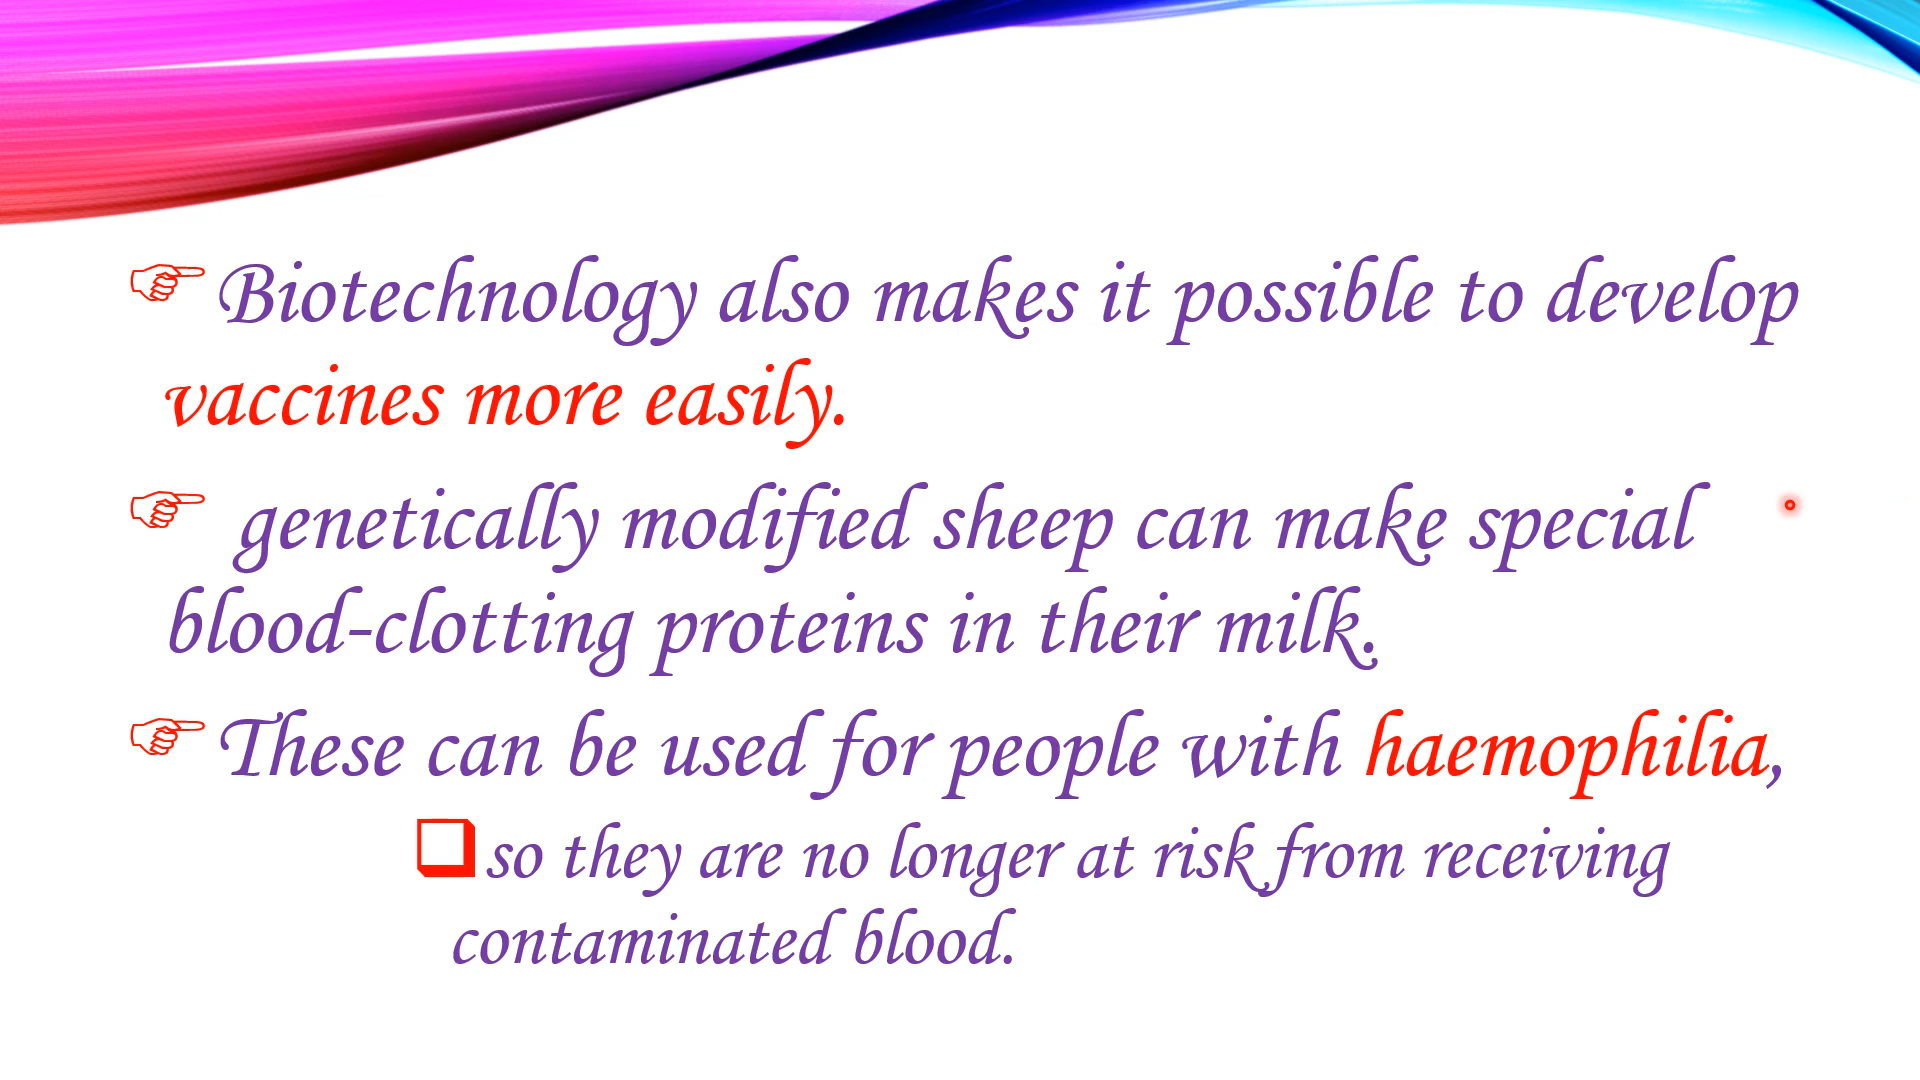 Biotechnology also makes it possible to develop
vaccines more easily.
genetically modified sheep can make special
blood-clotting proteins in their milk.
These can be used for people with haemophilia,
so they are no longer at risk from receiving
contaminated blood.